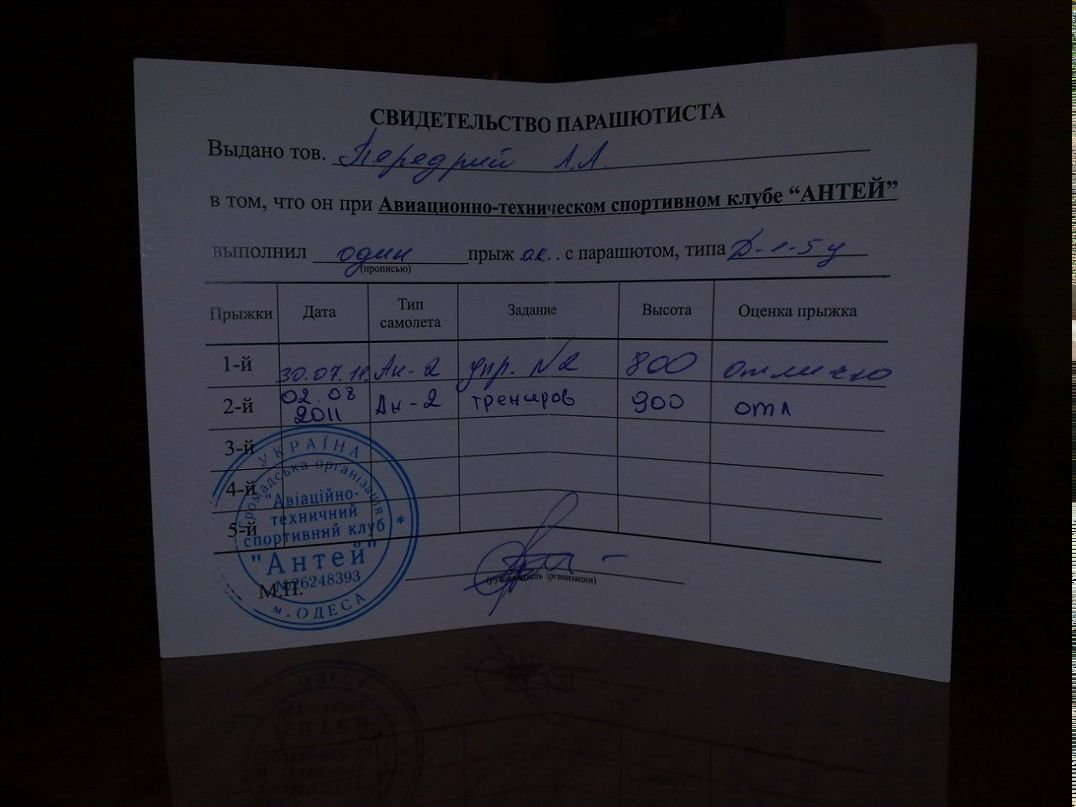 СВИДЕТЕЛЬСТВО ПАРАШЮТИСТА
Выдано тов. Передрий А.А.
в том, что он при Авиационно-техническом спортивном клубе “АНТЕЙ”
выполнил один прыж ок. . с парашютом, типа Д-1-5у
(прописью)
Прыжки Дата Тип самолета Задание Высота Оценка прыжка
1-й 30.07. Ан-2 упр. №2 800 отлично
2-й 02.08 2011 Ан-2 трениров 900 отл
3-й
4-й
5-й
(руководитель организации)
М.П.
УКРАЇНА
Громадська організація
"Авіаційно-
технічний
спортивний клуб
"Антей"
№26248393
м.ОДЕСА